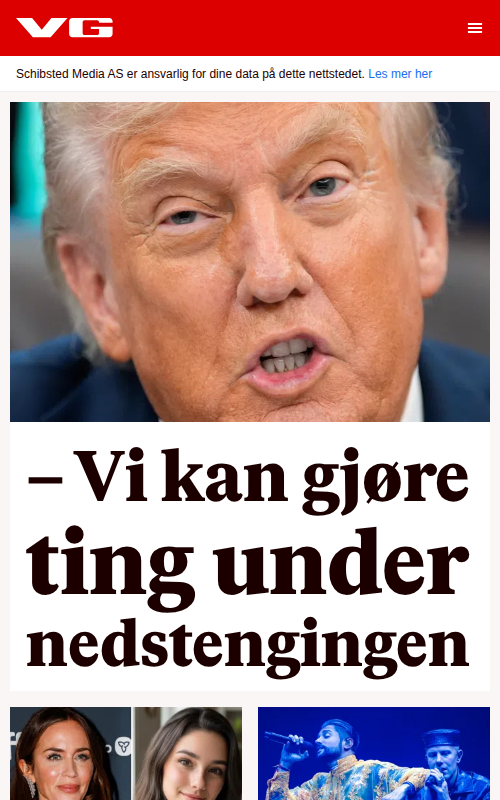 VG
Schibsted Media AS er ansvarlig for dine data på dette nettstedet. Les mer her
– Vi kan gjøre
ting under
nedstengingen